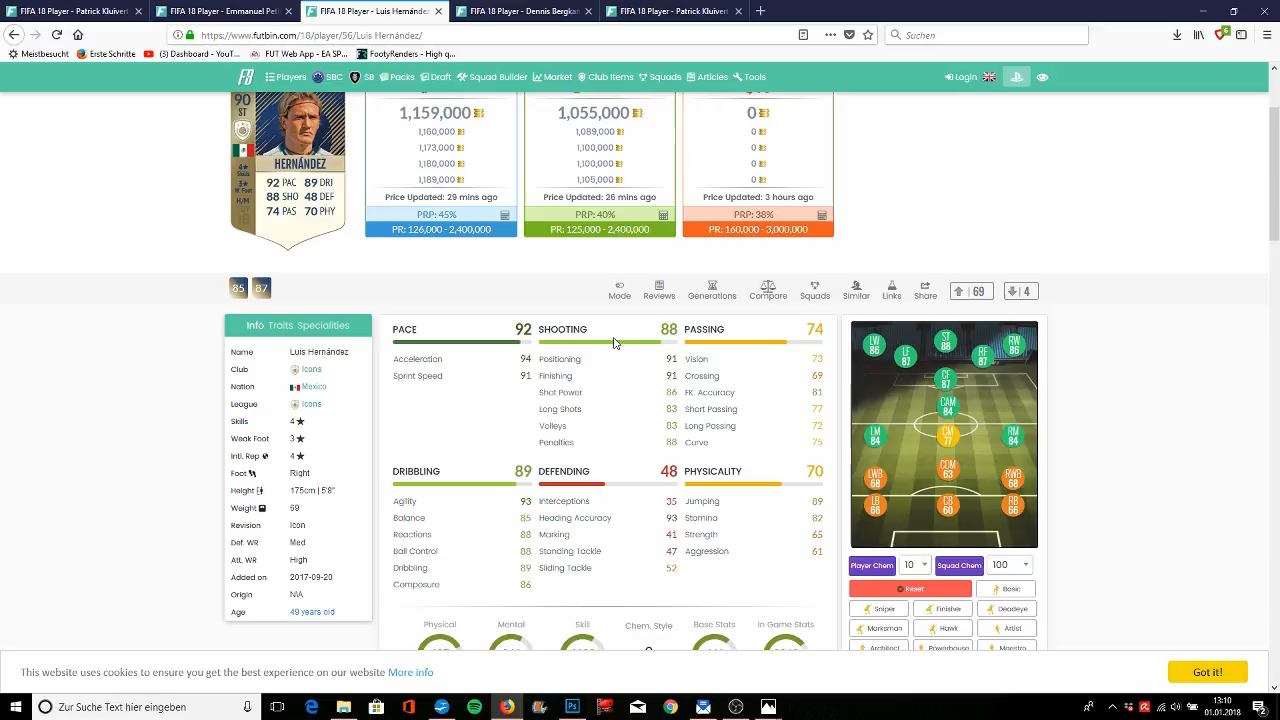 FIFA 18 Player - Patrick Kluivert
FIFA 18 Player - Emmanuel Pet
FIFA 18 Player - Luis Hernández
FIFA 18 Player - Dennis Bergkan
FIFA 18 Player - Patrick Kluivert
https://www.futbin.com/18/player/56/Luis Hernández/
Suchen
6
Meistbesucht Erste Schritte (3) Dashboard - YouT... FUT Web App - EA SP... FootyRenders - High q...
Players SBC SB Packs Draft Squad Builder Market Club Items Squads Articles Tools Login
90
ST
4★
Skills
3★
W. Foot
H/M
HERNÁNDEZ
92 PAC 89 DRI
88 SHO 48 DEF
74 PAS 70 PHY
1,159,000
1,160,000
1,173,000
1,180,000
1,189,000
Price Updated: 29 mins ago
PRP: 45%
PR: 126,000 - 2,400,000
1,055,000
1,089,000
1,100,000
1,100,000
1,105,000
Price Updated: 26 mins ago
PRP: 40%
PR: 125,000 - 2,400,000
0
0
0
0
0
Price Updated: 3 hours ago
PRP: 38%
PR: 160,000 - 3,000,000
85 87
Mode Reviews Generations Compare Squads Similar Links Share 69 4
Info Traits Specialities
Name Luis Hernández
Club Icons
Nation Mexico
League Icons
Skills 4★
Weak Foot 3★
Intl. Rep 4★
Foot Right
Height 175cm | 5'8"
Weight 69
Revision Icon
Def. WR Med
Att. WR High
Added on 2017-09-20
Origin N\A
Age 49 years old
PACE 92
Acceleration 94
Sprint Speed 91
SHOOTING 88
Positioning 91
Finishing 91
Shot Power 86
Long Shots 83
Volleys 83
Penalties 88
PASSING 74
Vision 73
Crossing 69
FK. Accuracy 81
Short Passing 77
Long Passing 72
Curve 75
DRIBBLING 89
Agility 93
Balance 85
Reactions 88
Ball Control 88
Dribbling 89
Composure 86
DEFENDING 48
Interceptions 35
Heading Accuracy 93
Marking 41
Standing Tackle 47
Sliding Tackle 52
PHYSICALITY 70
Jumping 89
Stamina 82
Strength 65
Aggression 61
Physical Mental Skill Chem. Style Base Stats In Game Stats
LW
86
LF
87
ST
88
RF
87
RW
86
CF
87
CAM
84
LM
84
CM
77
RM
84
LWB
68
CDM
63
RWB
68
LB
66
CB
60
RB
66
Player Chem 10 Squad Chem 100
Reset Basic
Sniper Finisher Deadeye
Marksman Hawk Artist
Architect Powerhouse Maestro
This website uses cookies to ensure you get the best experience on our website More info
Got it!
Zur Suche Text hier eingeben
13:10
01.01.2018
2